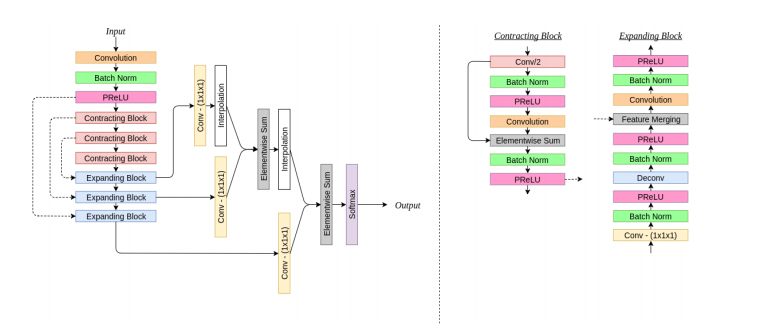 Input
Convolution
Batch Norm
PReLU
Contracting Block
Contracting Block
Contracting Block
Expanding Block
Expanding Block
Expanding Block
Conv - (1x1x1)
Interpolation
Conv - (1x1x1)
Elementwise Sum
Interpolation
Conv - (1x1x1)
Elementwise Sum
Softmax
Output
Contracting Block
Conv/2
Batch Norm
PReLU
Convolution
Elementwise Sum
Batch Norm
PReLU
Expanding Block
PReLU
Batch Norm
Convolution
Feature Merging
PReLU
Batch Norm
Deconv
PReLU
Batch Norm
Conv - (1x1x1)